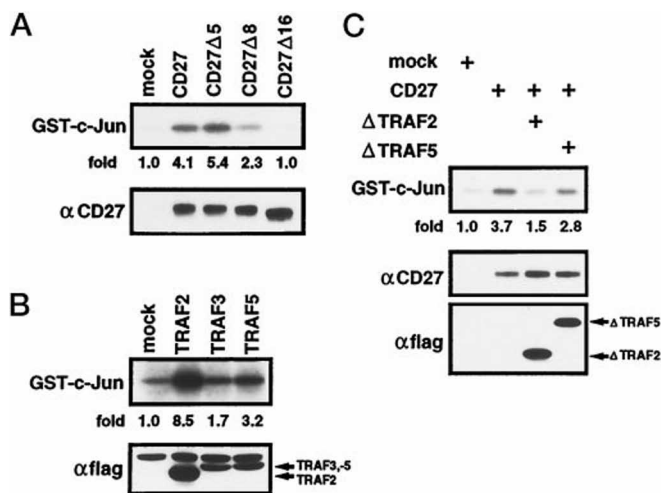 A
mock
CD27
CD27Δ5
CD27Δ8
CD27Δ16
GST-c-Jun
fold 1.0 4.1 5.4 2.3 1.0
αCD27
B
mock
TRAF2
TRAF3
TRAF5
GST-c-Jun
fold 1.0 8.5 1.7 3.2
αflag
TRAF3,-5
TRAF2
C
mock +
CD27 + + +
ΔTRAF2 +
ΔTRAF5 +
GST-c-Jun
fold 1.0 3.7 1.5 2.8
αCD27
αflag
ΔTRAF5
ΔTRAF2